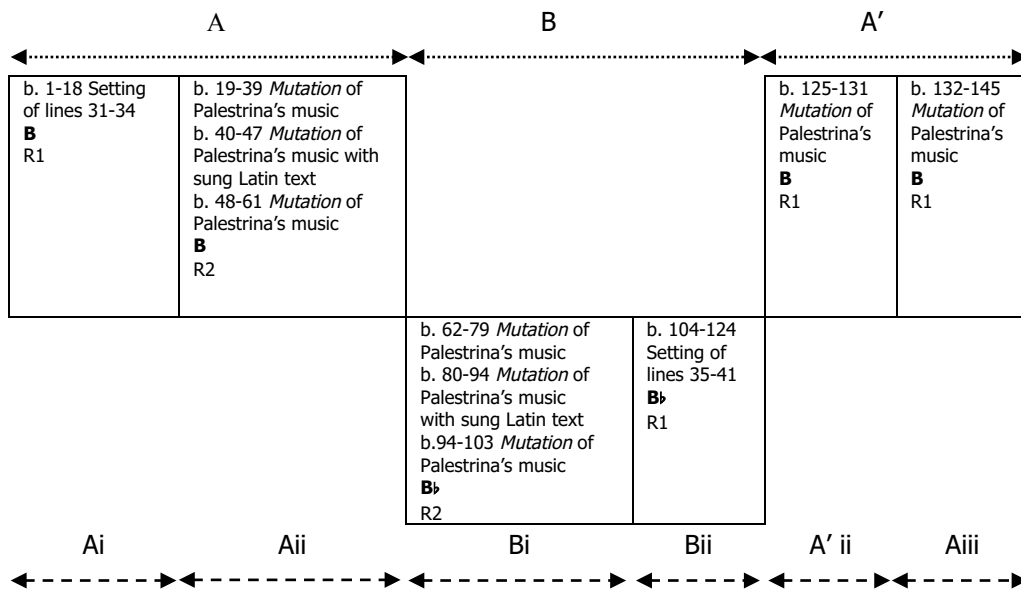 A
B
A’
b. 1-18 Setting
of lines 31-34
B
R1
b. 19-39 Mutation of
Palestrina’s music
b. 40-47 Mutation of
Palestrina’s music with
sung Latin text
b. 48-61 Mutation of
Palestrina’s music
B
R2
b. 125-131
Mutation of
Palestrina’s
music
B
R1
b. 132-145
Mutation of
Palestrina’s
music
B
R1
b. 62-79 Mutation of
Palestrina’s music
b. 80-94 Mutation of
Palestrina’s music
with sung Latin text
b.94-103 Mutation of
Palestrina’s music
B♭
R2
b. 104-124
Setting of
lines 35-41
B♭
R1
Ai
Aii
Bi
Bii
A’ ii
Aiii